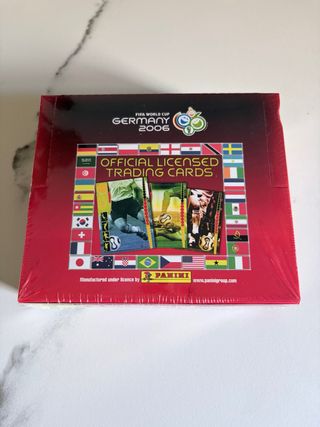 FIFA WORLD CUP
GERMANY
2006
OFFICIAL LICENSED
TRADING CARDS
Manufactured under licence by PANINI www.paninigroup.com